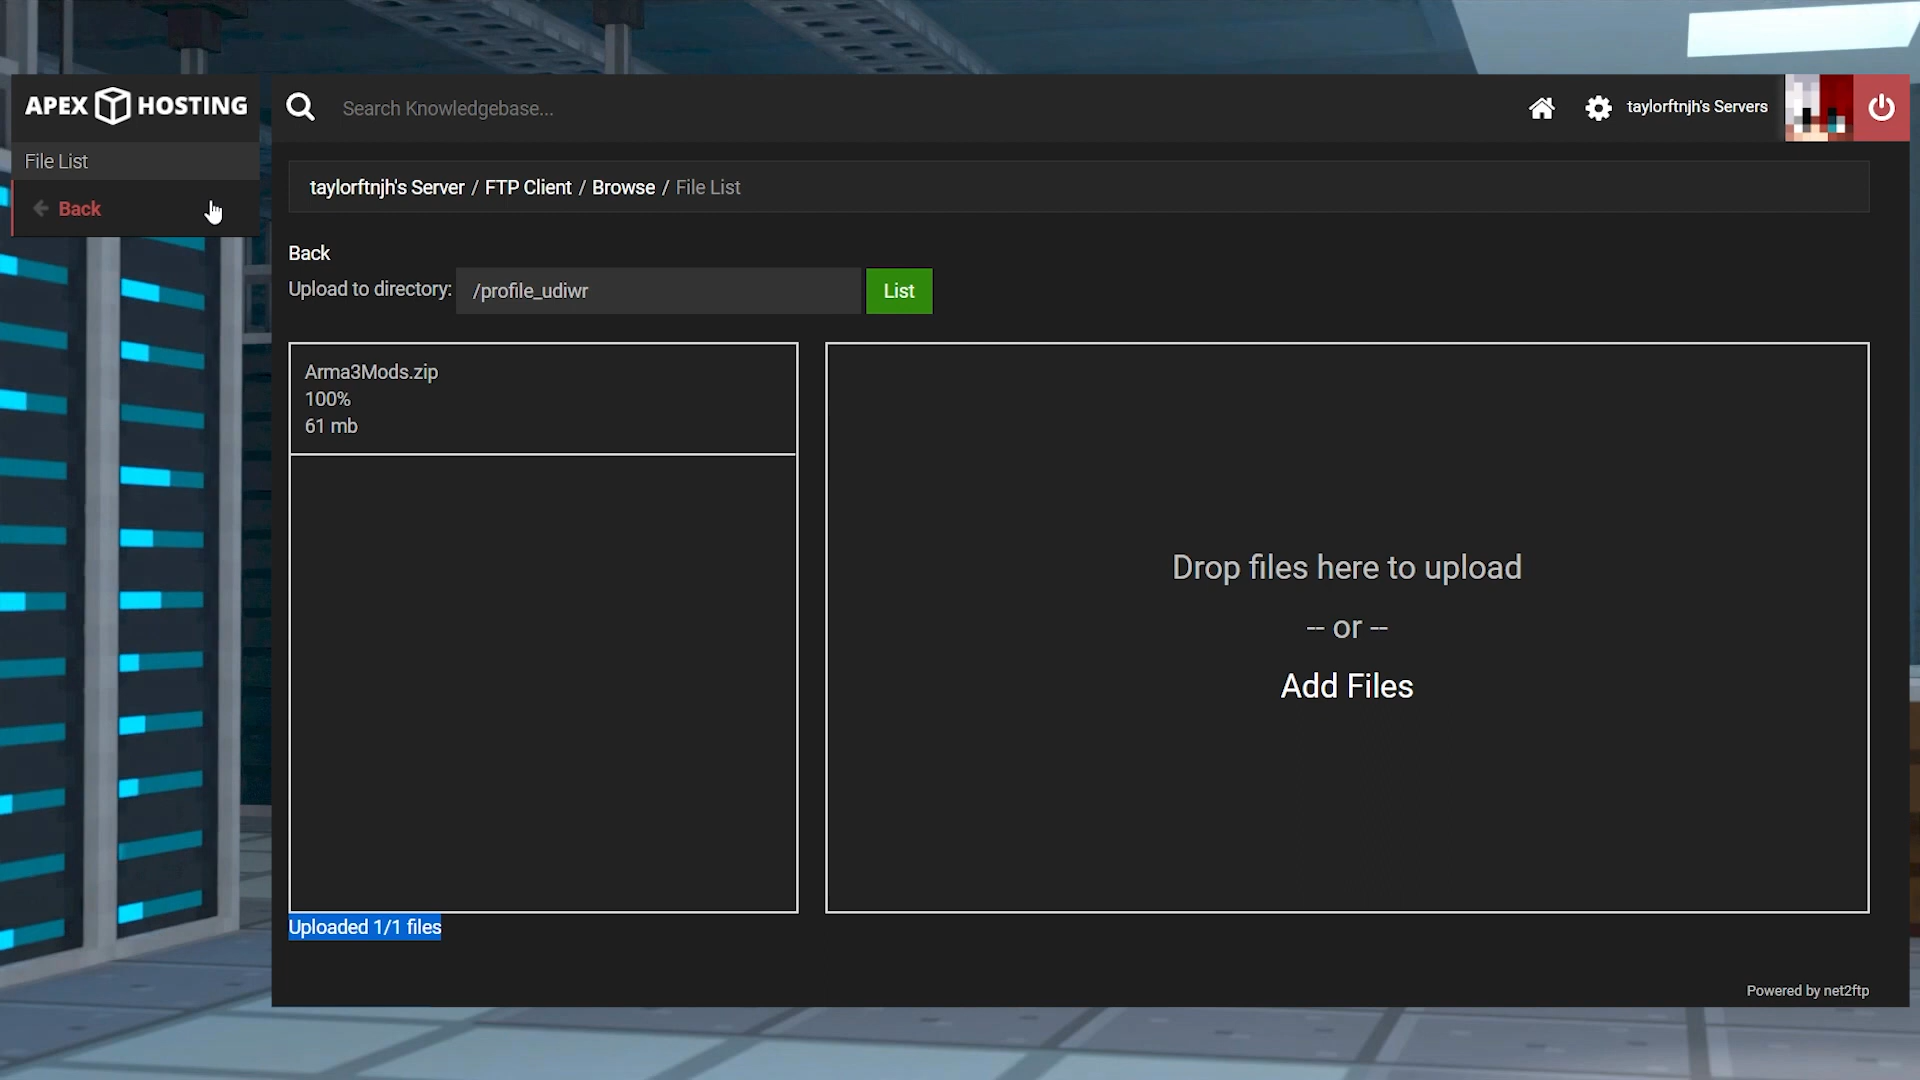 APEX HOSTING
Search Knowledgebase...
taylorftnjh's Servers
File List
Back
taylorftnjh's Server / FTP Client / Browse / File List
Back
Upload to directory: /profile_udiwr List
Arma3Mods.zip
100%
61 mb
Drop files here to upload
-- or --
Add Files
Uploaded 1/1 files
Powered by net2ftp